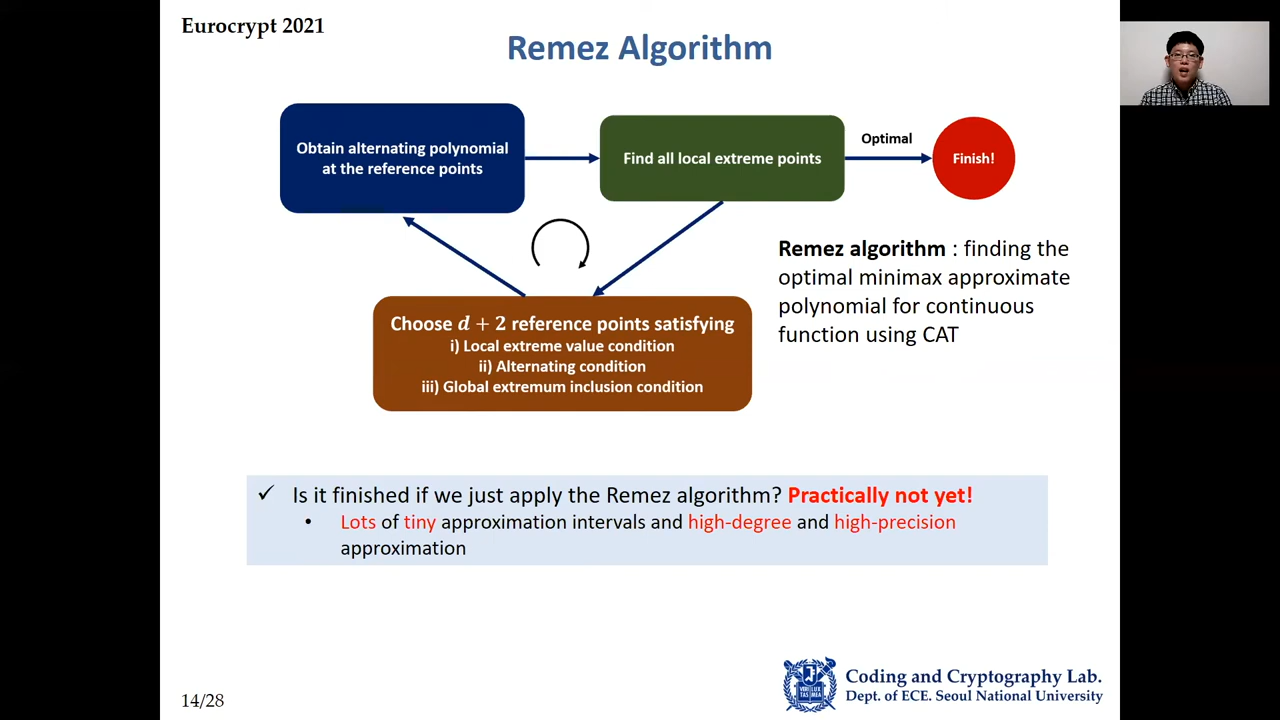 Eurocrypt 2021
Remez Algorithm
Obtain alternating polynomial
at the reference points
Find all local extreme points
Optimal
Finish!
Remez algorithm : finding the
optimal minimax approximate
polynomial for continuous
function using CAT
Choose d + 2 reference points satisfying
i) Local extreme value condition
ii) Alternating condition
iii) Global extremum inclusion condition
✓ Is it finished if we just apply the Remez algorithm? Practically not yet!
• Lots of tiny approximation intervals and high-degree and high-precision
approximation
14/28
Coding and Cryptography Lab.
Dept. of ECE. Seoul National University